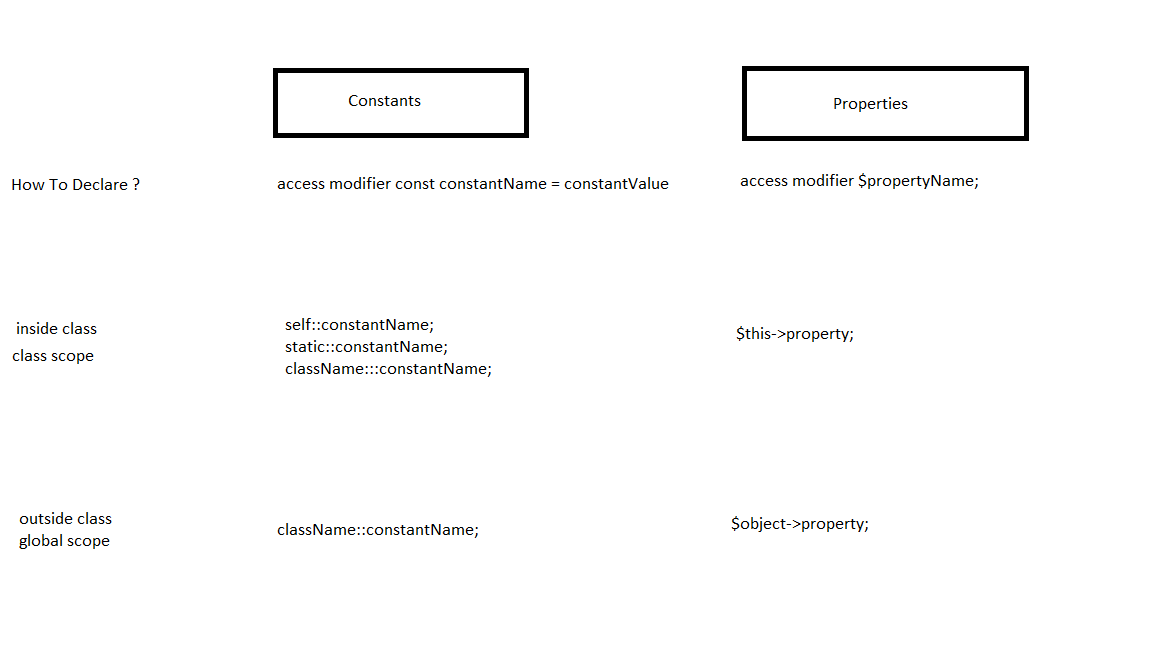 Constants
Properties
How To Declare ?
access modifier const constantName = constantValue
access modifier $propertyName;
inside class
class scope
self::constantName;
static::constantName;
className:::constantName;
$this->property;
outside class
global scope
className::constantName;
$object->property;